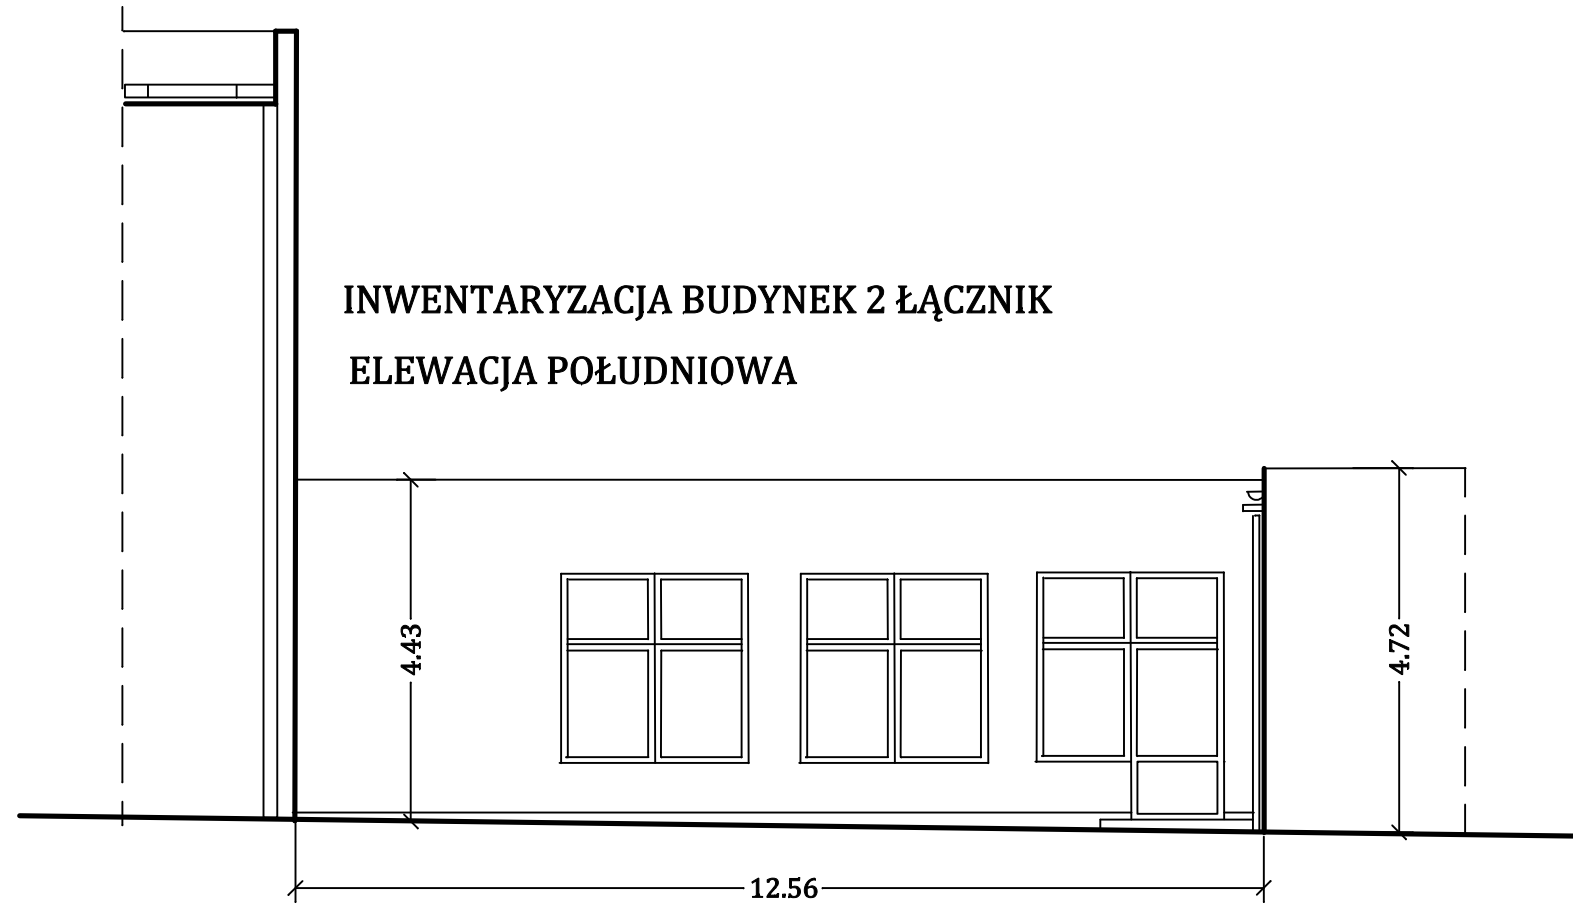 INWENTARYZACJA BUDYNEK 2 ŁĄCZNIK
ELEWACJA POŁUDNIOWA
4.43
4.72
12.56